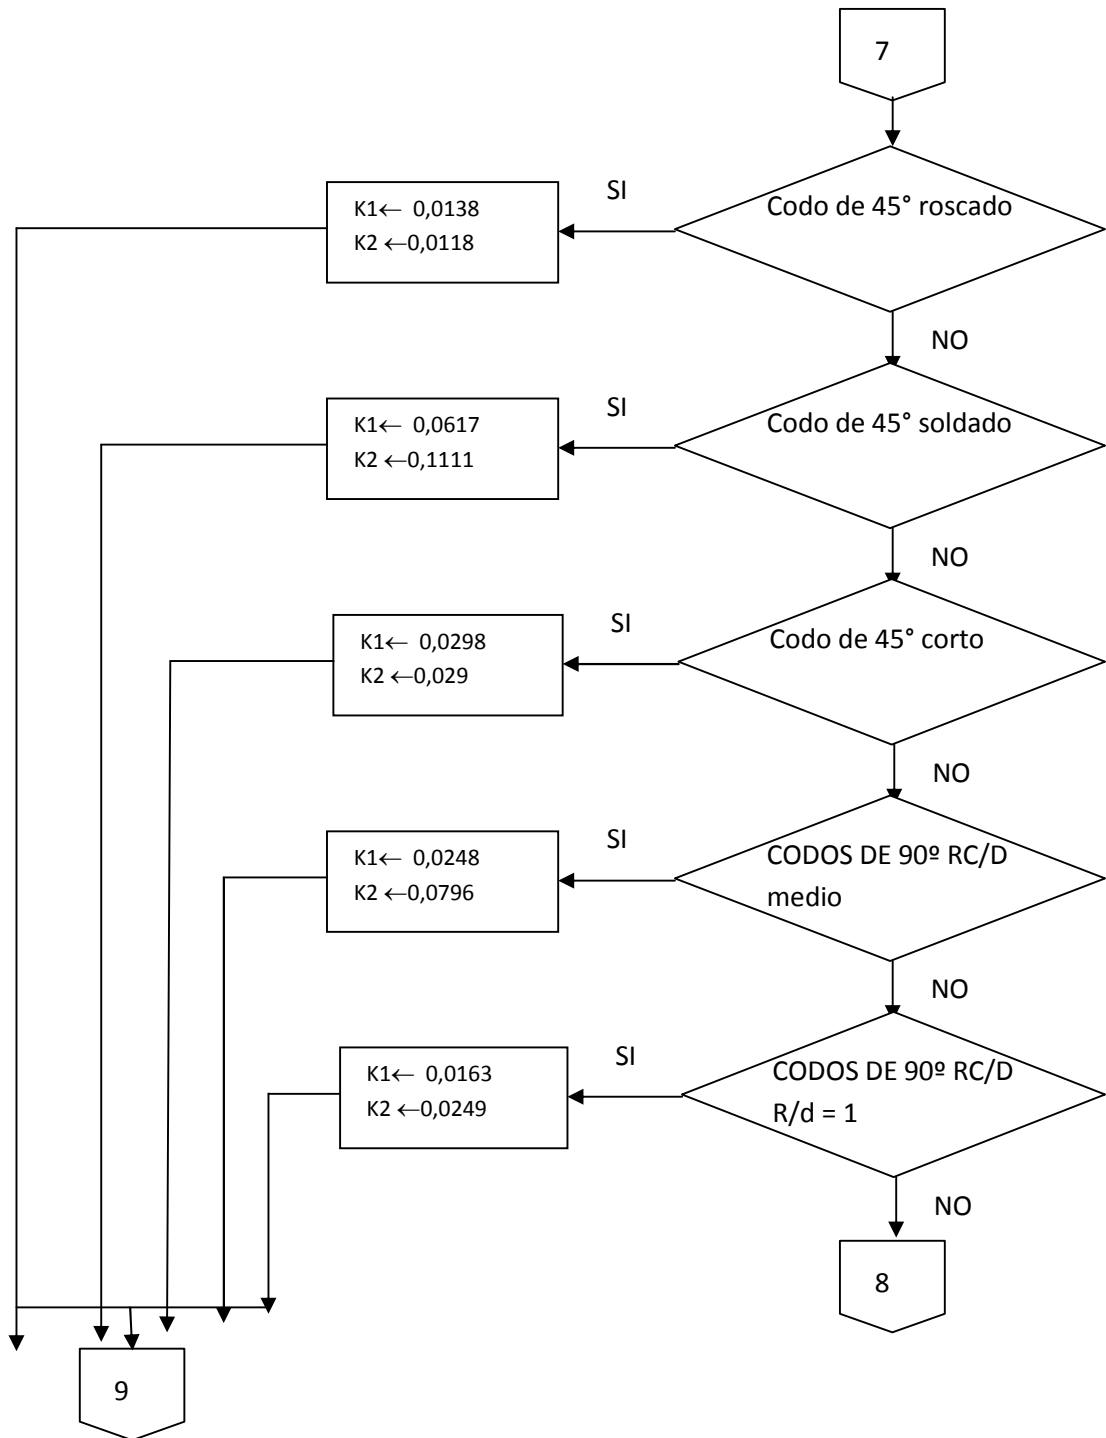 7
Codo de 45° roscado
SI
K1← 0,0138
K2 ←0,0118
NO
Codo de 45° soldado
SI
K1← 0,0617
K2 ←0,1111
NO
Codo de 45° corto
SI
K1← 0,0298
K2 ←0,029
NO
CODOS DE 90º RC/D
medio
SI
K1← 0,0248
K2 ←0,0796
NO
CODOS DE 90º RC/D
R/d = 1
SI
K1← 0,0163
K2 ←0,0249
NO
8
9